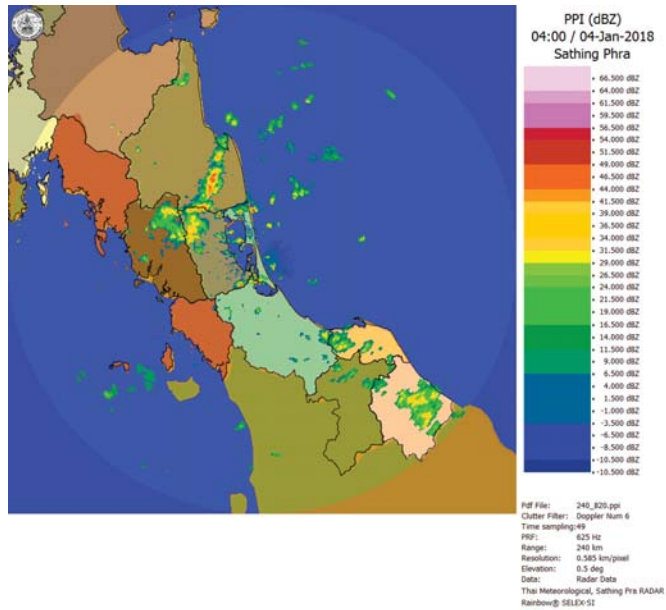 PPI (dBZ)
04:00 / 04-Jan-2018
Sathing Phra
66.500 dBZ
64.000 dBZ
61.500 dBZ
59.500 dBZ
56.500 dBZ
54.000 dBZ
51.500 dBZ
49.000 dBZ
46.500 dBZ
44.000 dBZ
41.500 dBZ
39.000 dBZ
36.500 dBZ
34.000 dBZ
31.500 dBZ
29.000 dBZ
26.500 dBZ
24.000 dBZ
21.500 dBZ
19.000 dBZ
16.500 dBZ
14.000 dBZ
11.500 dBZ
9.000 dBZ
6.500 dBZ
4.000 dBZ
1.500 dBZ
-1.000 dBZ
-3.500 dBZ
-6.500 dBZ
-8.500 dBZ
-10.500 dBZ
-10.500 dBZ
Pdf File: 240_820.ppi
Clutter Filter: Doppler Num 6
Time sampling:49
PRF: 625 Hz
Range: 240 km
Resolution: 0.585 km/pixel
Elevation: 0.5 deg
Data: Radar Data
Thai Meteorological, Sathing Pra RADAR
Rainbow® SELEX-SI